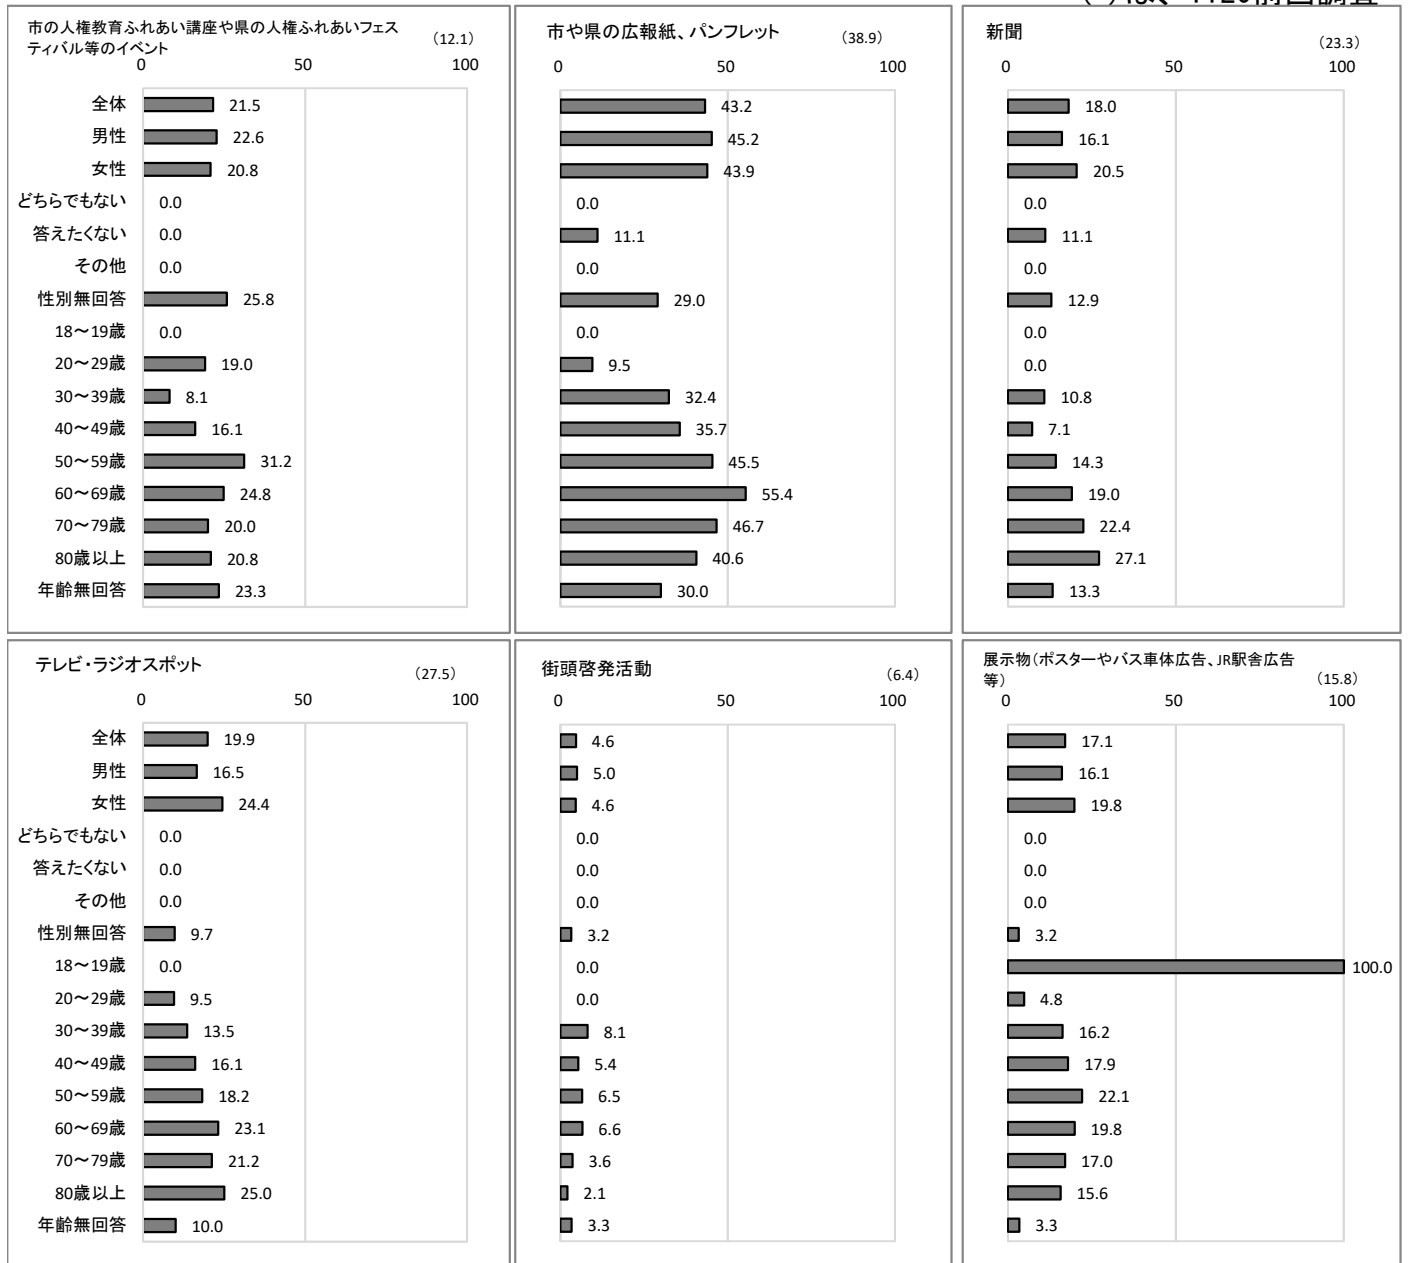 前回調査
市の人権教育ふれあい講座や県の人権ふれあいフェス
ティバル等のイベント
(12.1)
0 50 100
全体 21.5
男性 22.6
女性 20.8
どちらでもない 0.0
答えたくない 0.0
その他 0.0
性別無回答 25.8
18～19歳 0.0
20～29歳 19.0
30～39歳 8.1
40～49歳 16.1
50～59歳 31.2
60～69歳 24.8
70～79歳 20.0
80歳以上 20.8
年齢無回答 23.3
市や県の広報紙、パンフレット
(38.9)
0 50 100
43.2
45.2
43.9
0.0
11.1
0.0
29.0
0.0
9.5
32.4
35.7
45.5
55.4
46.7
40.6
30.0
新聞
(23.3)
0 50 100
18.0
16.1
20.5
0.0
11.1
0.0
12.9
0.0
0.0
10.8
7.1
14.3
19.0
22.4
27.1
13.3
テレビ・ラジオスポット
(27.5)
0 50 100
全体 19.9
男性 16.5
女性 24.4
どちらでもない 0.0
答えたくない 0.0
その他 0.0
性別無回答 9.7
18～19歳 0.0
20～29歳 9.5
30～39歳 13.5
40～49歳 16.1
50～59歳 18.2
60～69歳 23.1
70～79歳 21.2
80歳以上 25.0
年齢無回答 10.0
街頭啓発活動
(6.4)
0 50 100
4.6
5.0
4.6
0.0
0.0
0.0
3.2
0.0
0.0
8.1
5.4
6.5
6.6
3.6
2.1
3.3
展示物（ポスターやバス車体広告、JR駅舎広告
等）
(15.8)
0 50 100
17.1
16.1
19.8
0.0
0.0
0.0
3.2
100.0
4.8
16.2
17.9
22.1
19.8
17.0
15.6
3.3